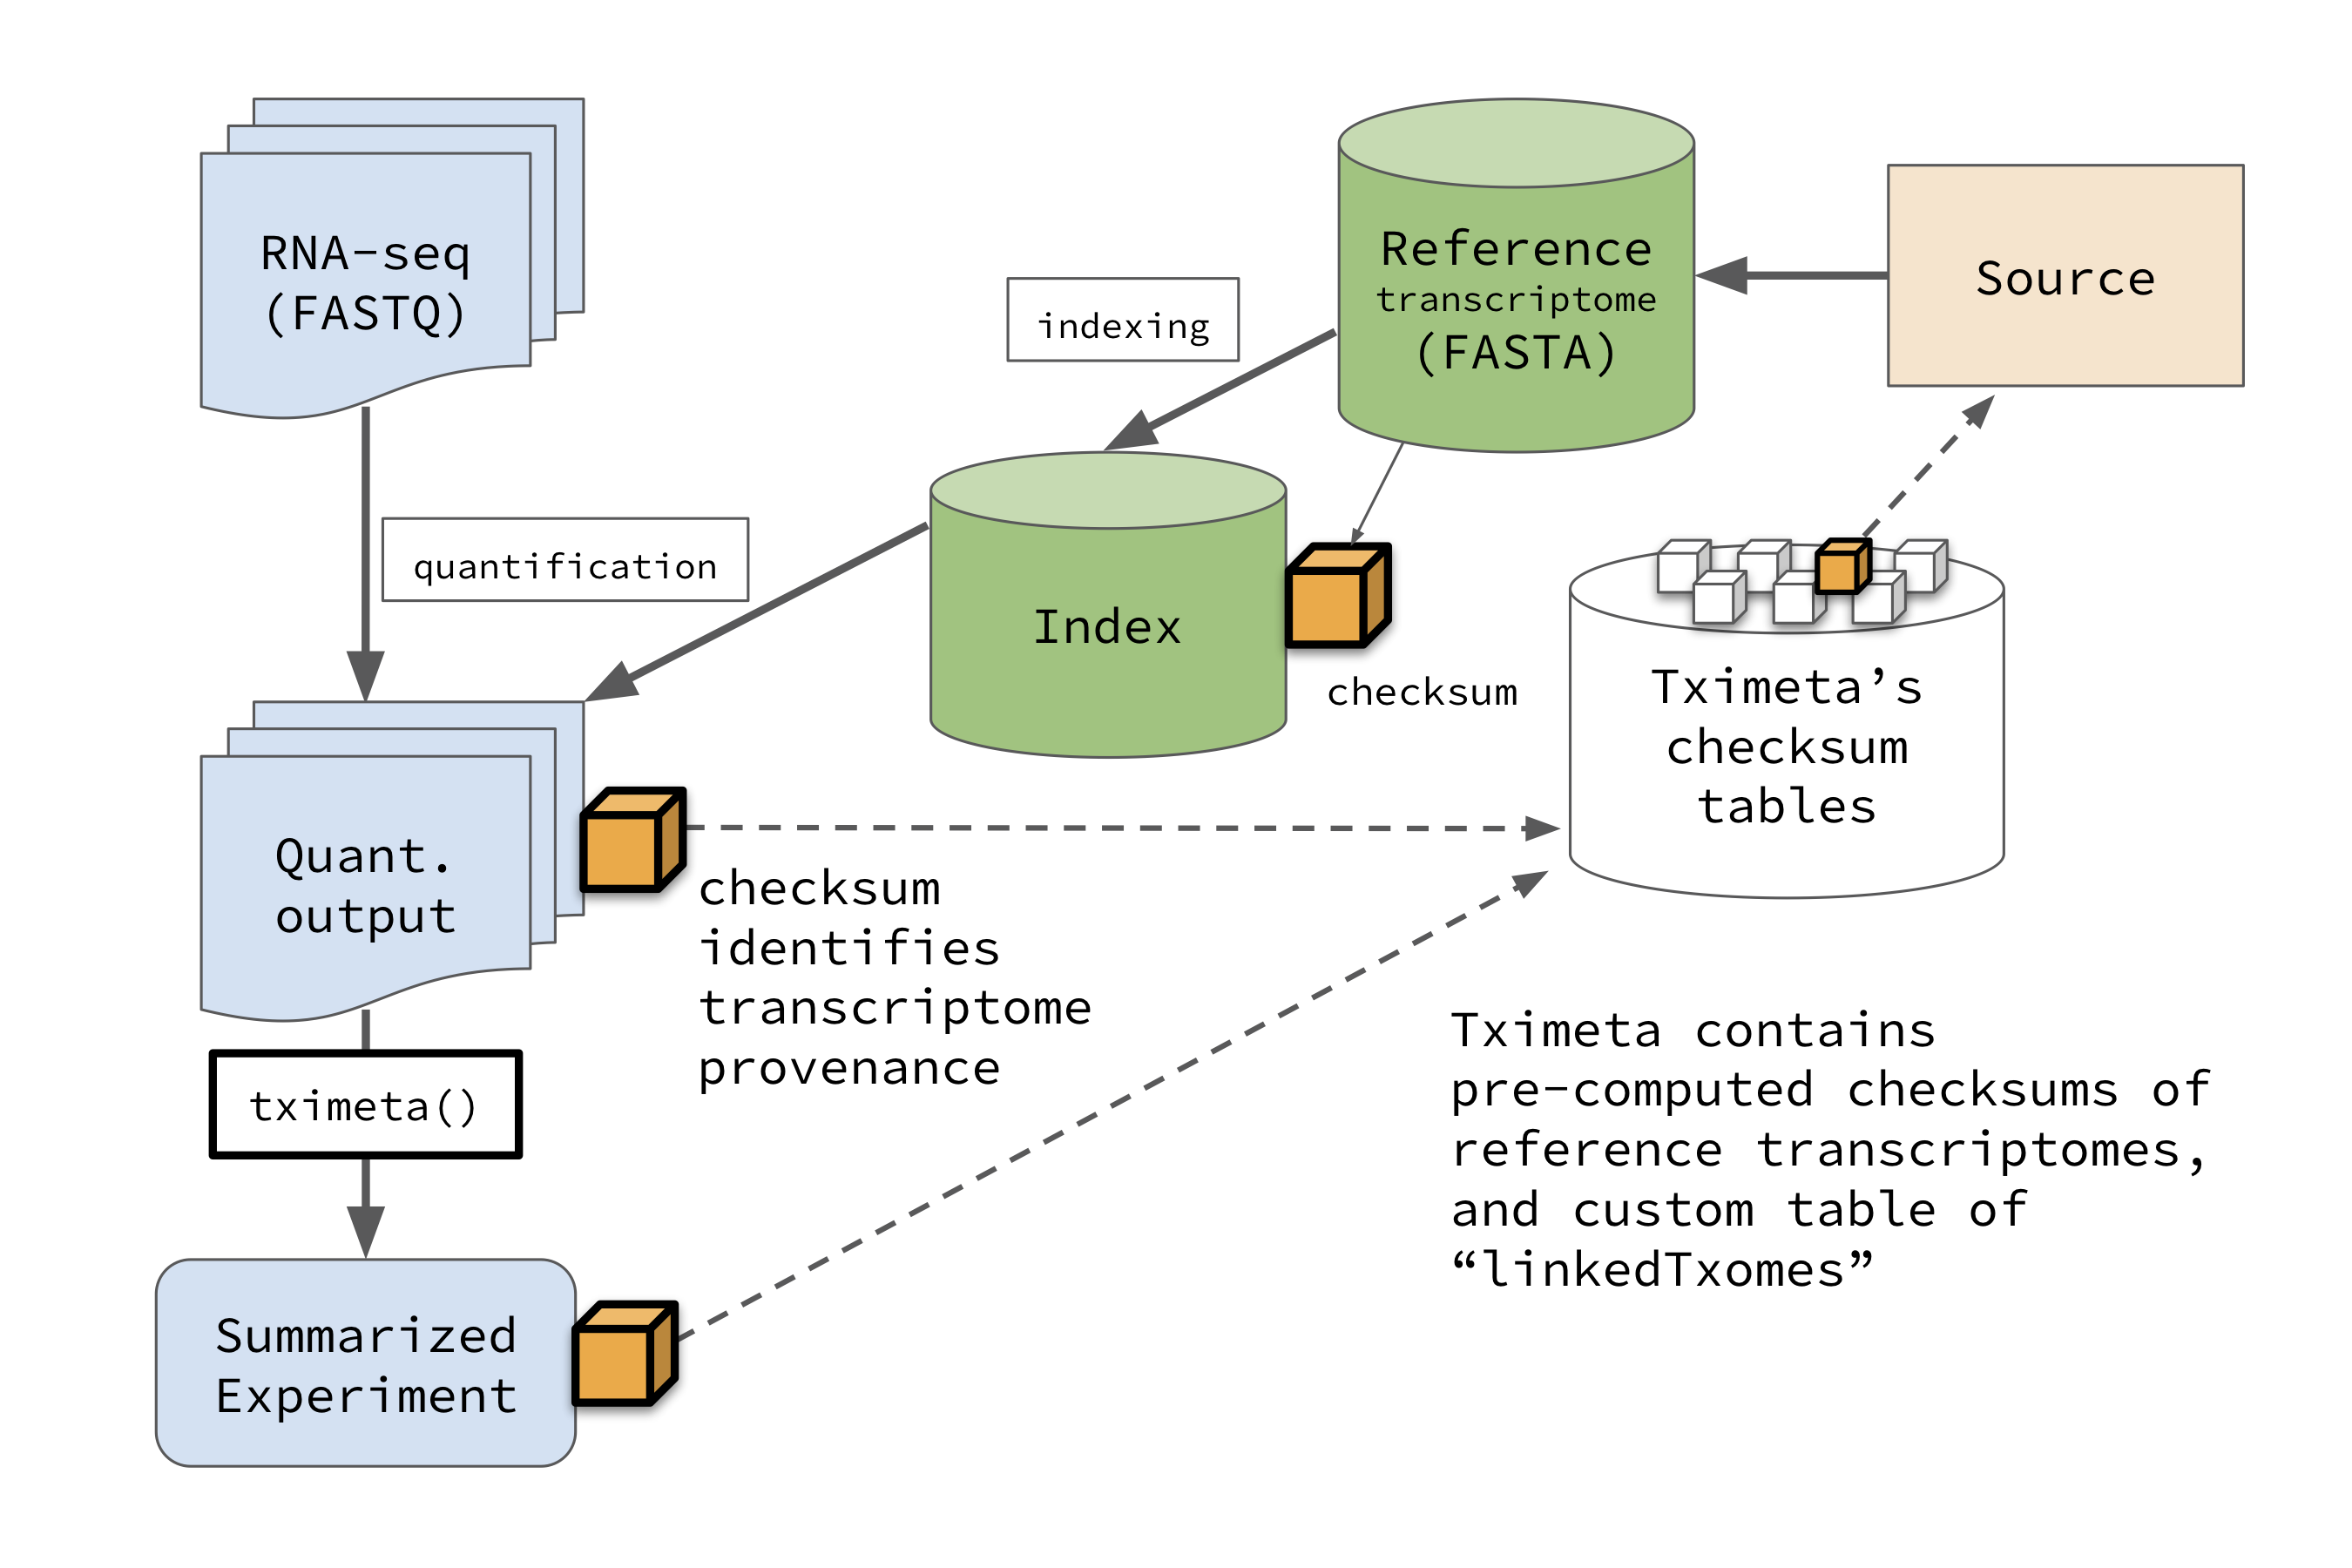 RNA-seq
(FASTQ)
Reference
transcriptome
(FASTA)
Source
indexing
quantification
Index
checksum
Tximeta’s
checksum
tables
Quant.
output
checksum
identifies
transcriptome
provenance
tximeta()
Tximeta contains
pre-computed checksums of
reference transcriptomes,
and custom table of
“linkedTxomes”
Summarized
Experiment